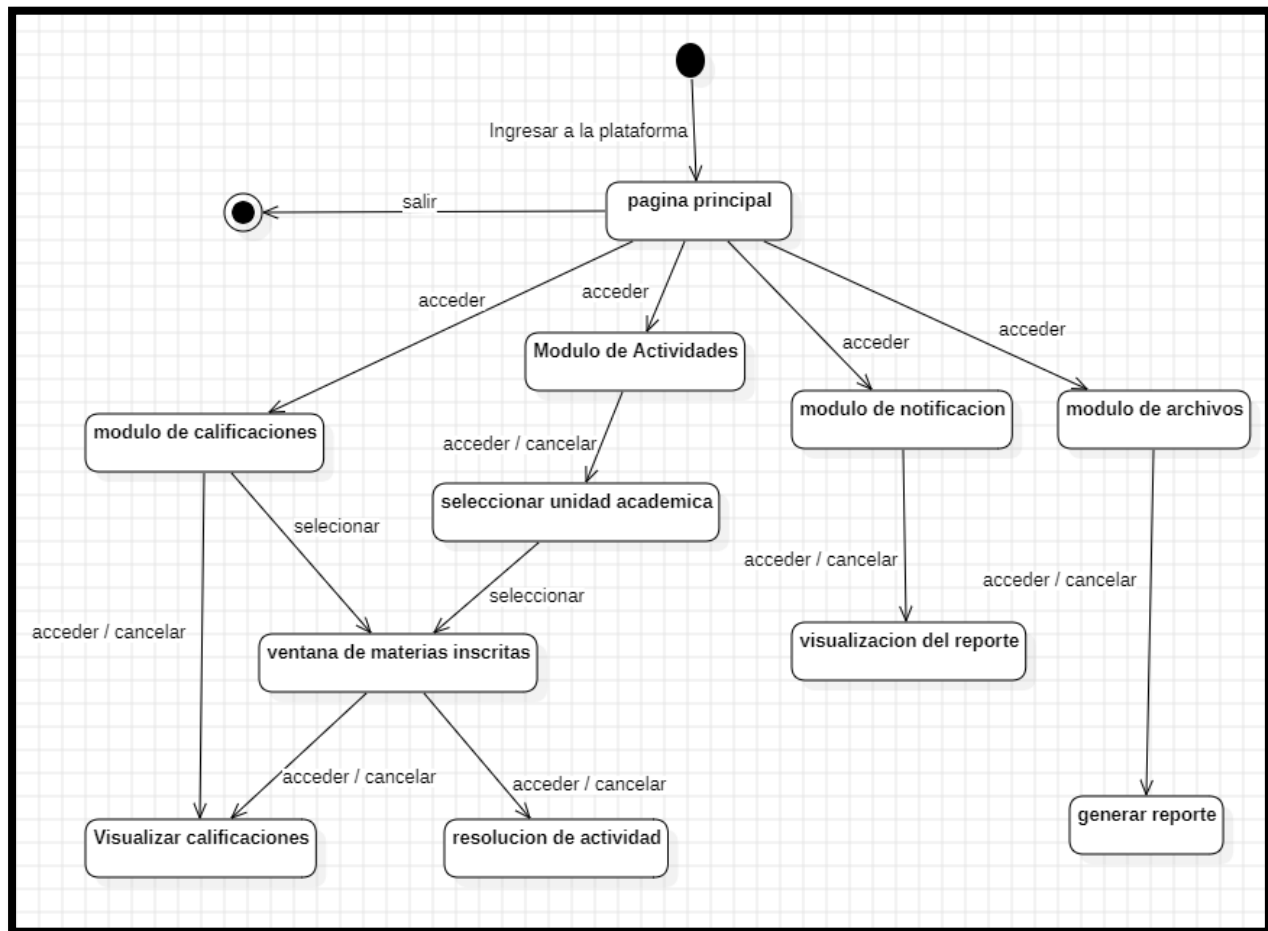 Ingresar a la plataforma
pagina principal
salir
acceder
acceder
acceder
acceder
Modulo de Actividades
modulo de calificaciones
modulo de notificacion
modulo de archivos
acceder / cancelar
seleccionar unidad academica
selecionar
acceder / cancelar
acceder / cancelar
seleccionar
acceder / cancelar
ventana de materias inscritas
visualizacion del reporte
acceder / cancelar
acceder / cancelar
Visualizar calificaciones
resolucion de actividad
generar reporte